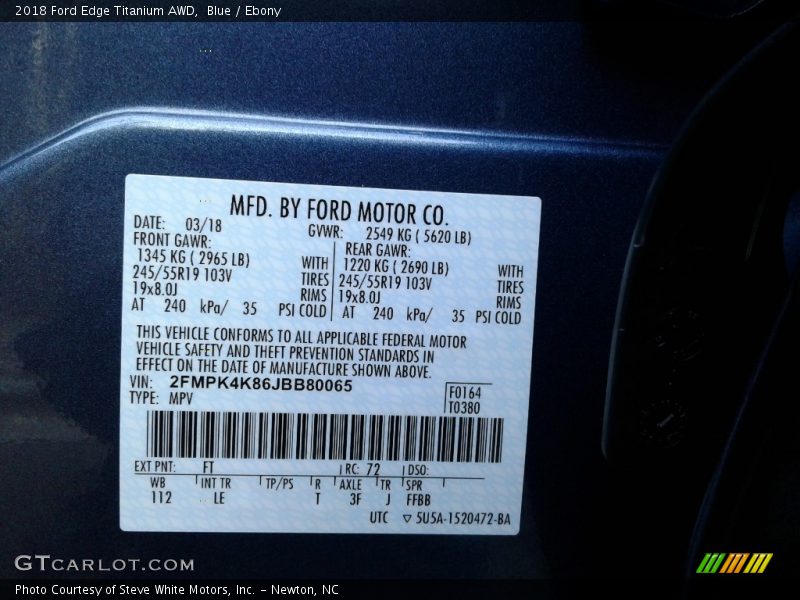 2018 Ford Edge Titanium AWD, Blue / Ebony
MFD. BY FORD MOTOR CO.
DATE: 03/18 GVWR: 2549 KG ( 5620 LB)
FRONT GAWR: REAR GAWR:
1345 KG ( 2965 LB) WITH 1220 KG ( 2690 LB) WITH
245/55R19 103V TIRES 245/55R19 103V TIRES
19x8.0J RIMS 19x8.0J RIMS
AT 240 kPa/ 35 PSI COLD AT 240 kPa/ 35 PSI COLD
THIS VEHICLE CONFORMS TO ALL APPLICABLE FEDERAL MOTOR
VEHICLE SAFETY AND THEFT PREVENTION STANDARDS IN
EFFECT ON THE DATE OF MANUFACTURE SHOWN ABOVE.
VIN: 2FMPK4K86JBB80065
TYPE: MPV
F0164
T0380
EXT PNT: FT RC: 72 DSO:
WB INT TR TP/PS R AXLE TR SPR
112 LE T 3F J FFBB
UTC ▽ 5U5A-1520472-BA
GTCARLOT.COM
Photo Courtesy of Steve White Motors, Inc. – Newton, NC